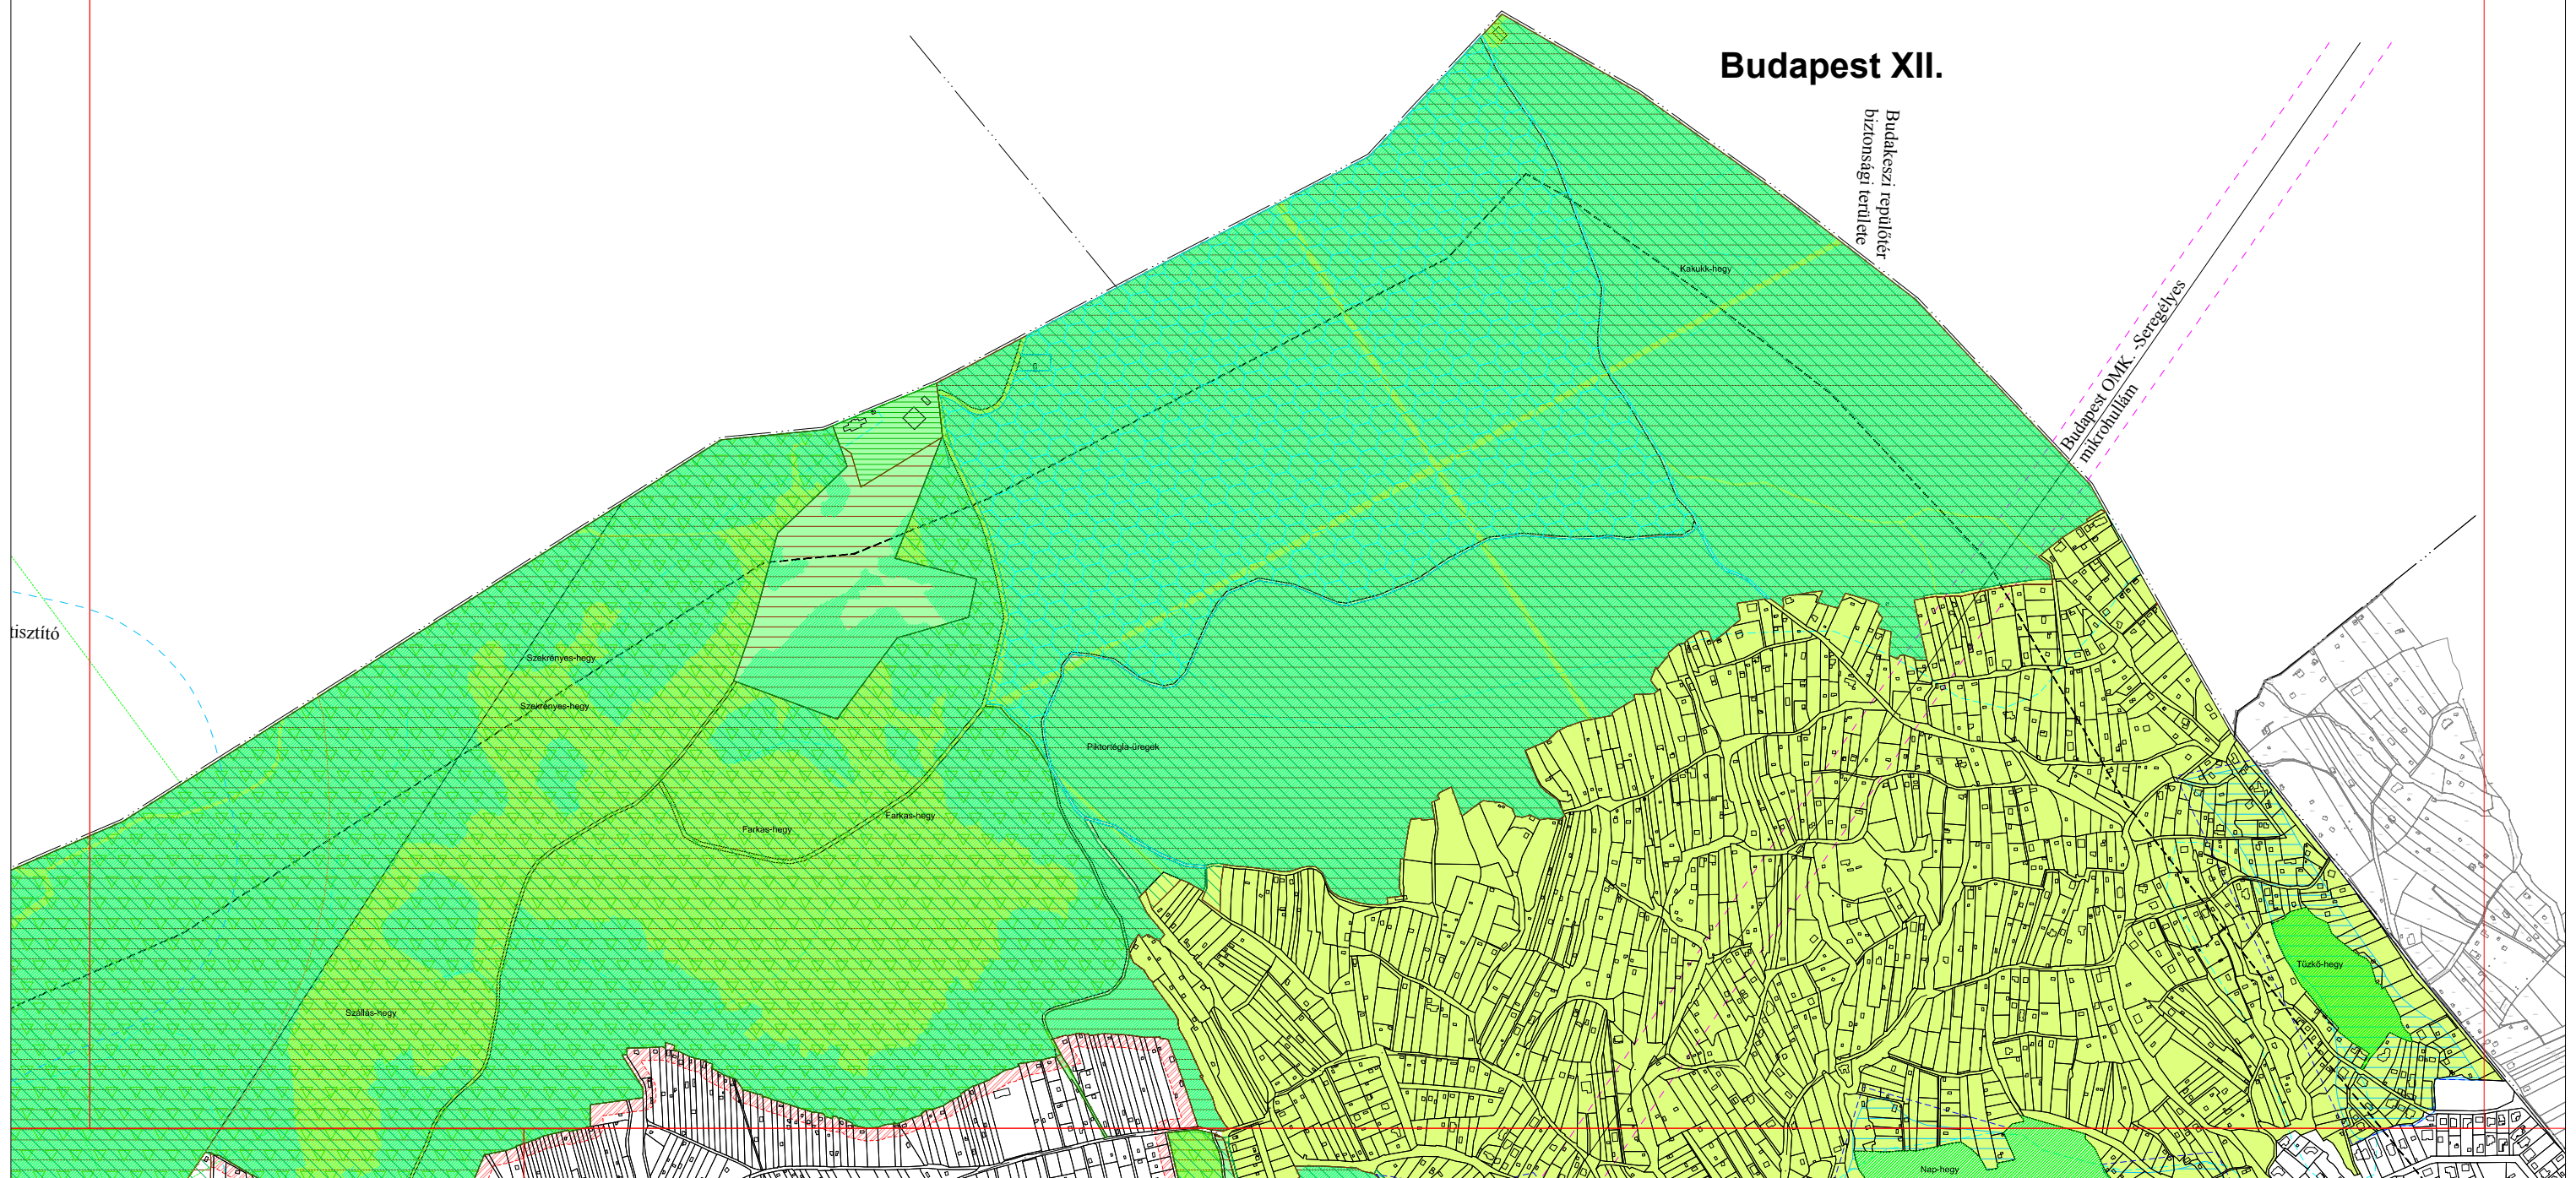 Budapest XII.
Budakeszi repülőtér
biztonsági területe
Kakukk-hegy
Budapest OMK. -Seregélyes
mikrohullám
tisztító
Szekrényes-hegy
Szekrényes-hegy
Piktortégla-üregek
Farkas-hegy
Farkas-hegy
Tűzkő-hegy
Szállás-hegy
Nap-hegy